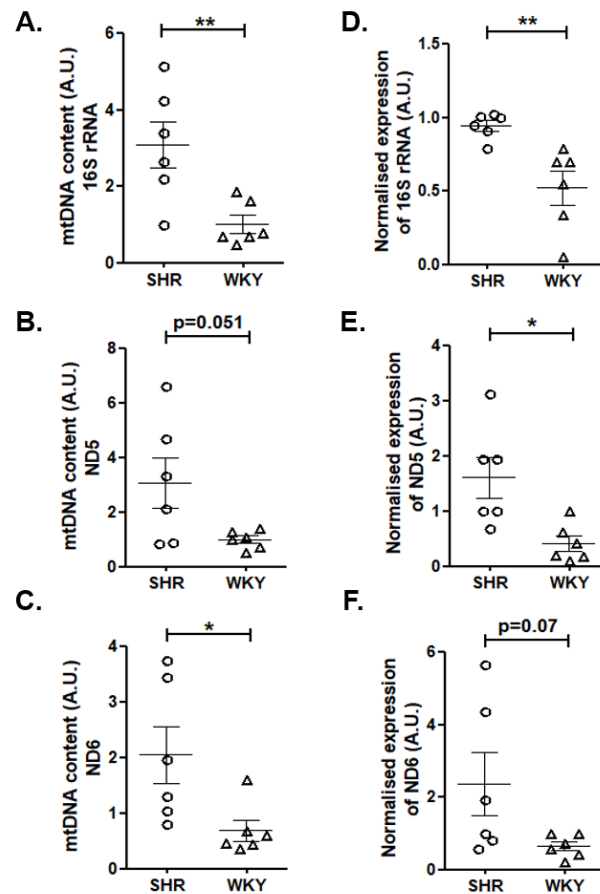 A.
**
mtDNA content (A.U.)
16S rRNA
6
4
2
0
SHR WKY
B.
p=0.051
mtDNA content (A.U.)
ND5
8
6
4
2
0
SHR WKY
C.
*
mtDNA content (A.U.)
ND6
4
3
2
1
0
SHR WKY
D.
**
Normalised expression
of 16S rRNA (A.U.)
1.5
1.0
0.5
0.0
SHR WKY
E.
*
Normalised expression
of ND5 (A.U.)
4
3
2
1
0
SHR WKY
F.
p=0.07
Normalised expression
of ND6 (A.U.)
6
4
2
0
SHR WKY